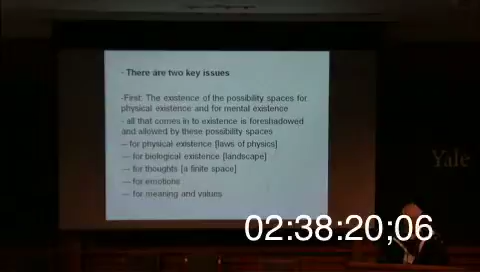 - There are two key issues
-First: The existence of the possibility spaces for
physical existence and for mental existence
- all that comes in to existence is foreshadowed
and allowed by these possibility spaces
--- for physical existence [laws of physics]
--- for biological existence [landscape]
--- for thoughts [a finite space]
--- for emotions
--- for meaning and values
Yale
02:38:20;06